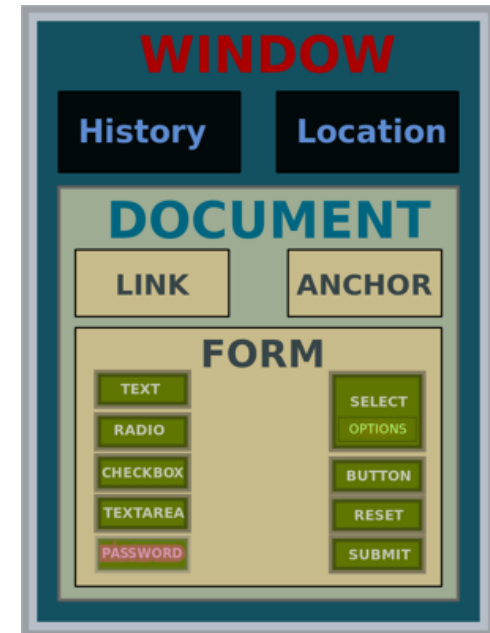 WINDOW
History Location
DOCUMENT
LINK ANCHOR
FORM
TEXT
RADIO
CHECKBOX
TEXTAREA
PASSWORD
SELECT
OPTIONS
BUTTON
RESET
SUBMIT